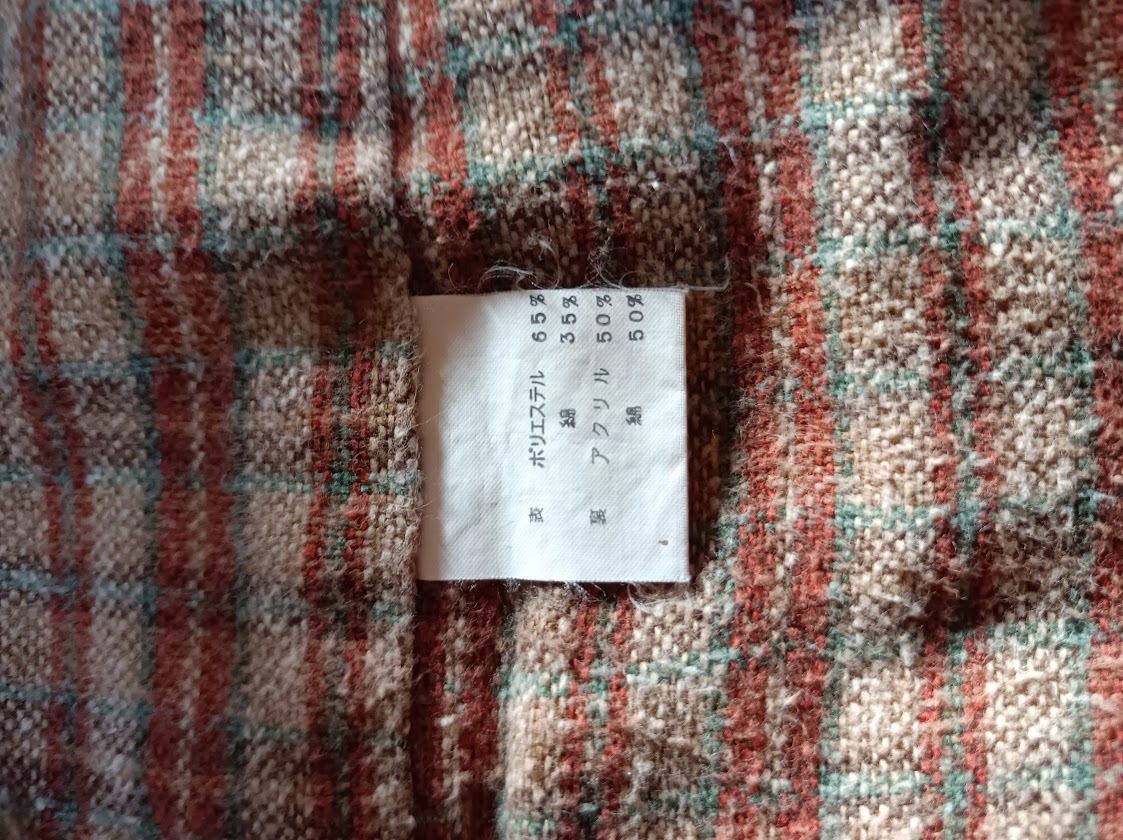 表 ポリエステル 65%
綿 35%
裏 アクリル 50%
綿 50%